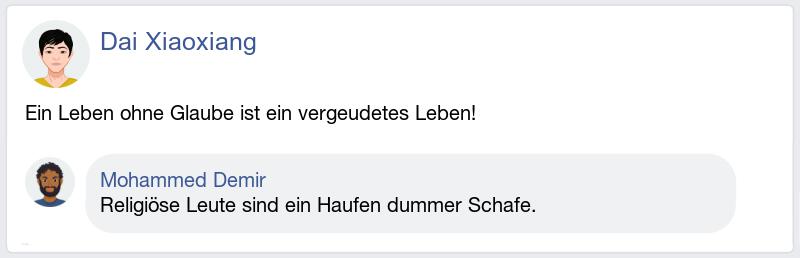 Dai Xiaoxiang
Ein Leben ohne Glaube ist ein vergeudetes Leben!
Mohammed Demir
Religiöse Leute sind ein Haufen dummer Schafe.